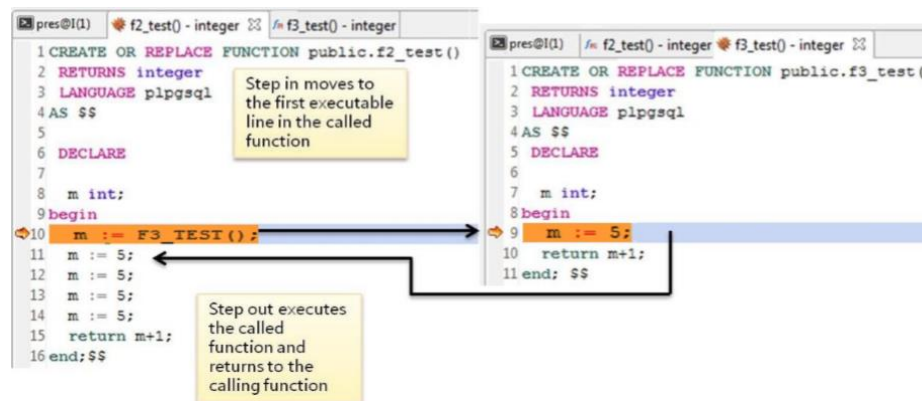 pres@I(1) f2_test() - integer f3_test() - integer
1 CREATE OR REPLACE FUNCTION public.f2_test()
2 RETURNS integer
3 LANGUAGE plpgsql
4 AS $$
5
6 DECLARE
7
8 m int;
9 begin
10 m := F3_TEST();
11 m := 5;
12 m := 5;
13 m := 5;
14 m := 5;
15 return m+1;
16 end;$$
Step in moves to
the first executable
line in the called
function
Step out executes
the called
function and
returns to the
calling function
pres@I(1) f2_test() - integer f3_test() - integer
1 CREATE OR REPLACE FUNCTION public.f3_test(
2 RETURNS integer
3 LANGUAGE plpgsql
4 AS $$
5 DECLARE
6
7 m int;
8 begin
9 m := 5;
10 return m+1;
11 end; $$